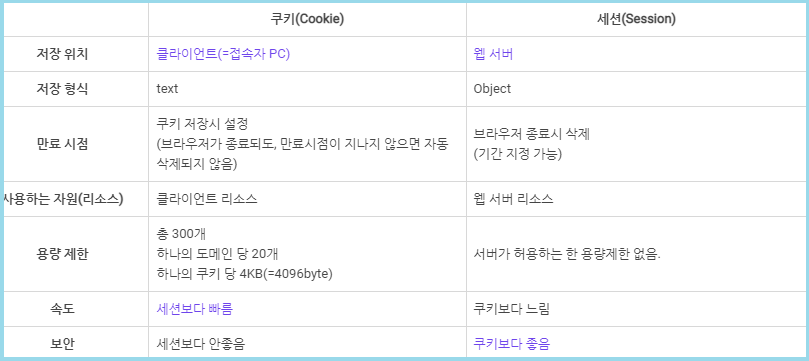 쿠키(Cookie) 세션(Session)
저장 위치 클라이언트(=접속자 PC) 웹 서버
저장 형식 text Object
만료 시점 쿠키 저장시 설정
(브라우저가 종료되도, 만료시점이 지나지 않으면 자동
삭제되지 않음) 브라우저 종료시 삭제
(기간 지정 가능)
사용하는 자원(리소스) 클라이언트 리소스 웹 서버 리소스
용량 제한 총 300개
하나의 도메인 당 20개
하나의 쿠키 당 4KB(=4096byte) 서버가 허용하는 한 용량제한 없음.
속도 세션보다 빠름 쿠키보다 느림
보안 세션보다 안좋음 쿠키보다 좋음